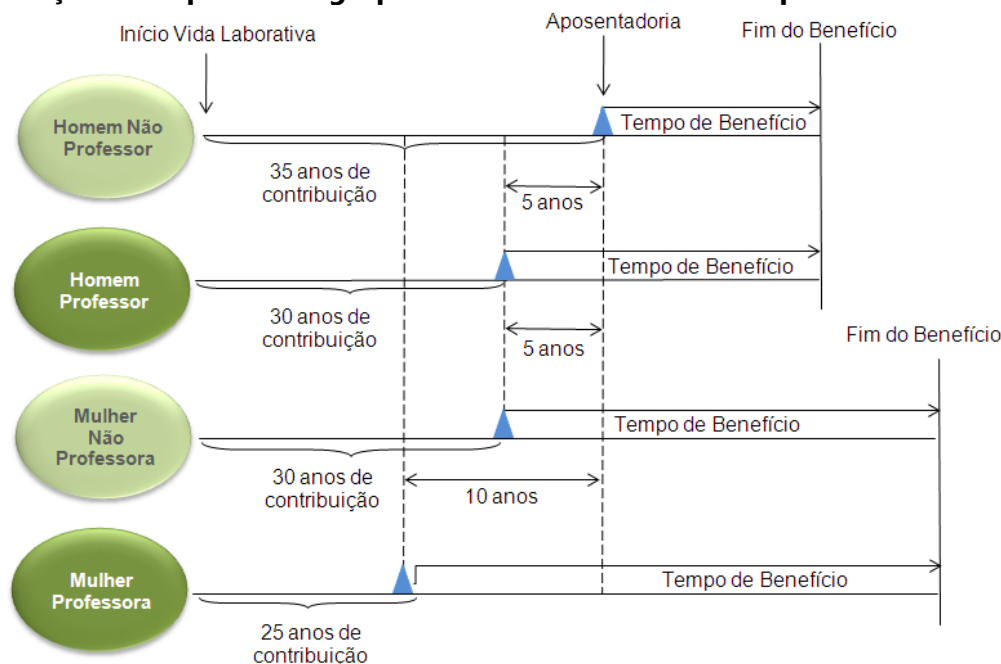 Início Vida Laborativa
Aposentadoria
Fim do Benefício
Homem Não
Professor
Tempo de Benefício
35 anos de
contribuição
5 anos
Homem
Professor
Tempo de Benefício
30 anos de
contribuição
5 anos
Fim do Benefício
Mulher
Não
Professora
Tempo de Benefício
30 anos de
contribuição
10 anos
Mulher
Professora
Tempo de Benefício
25 anos de
contribuição